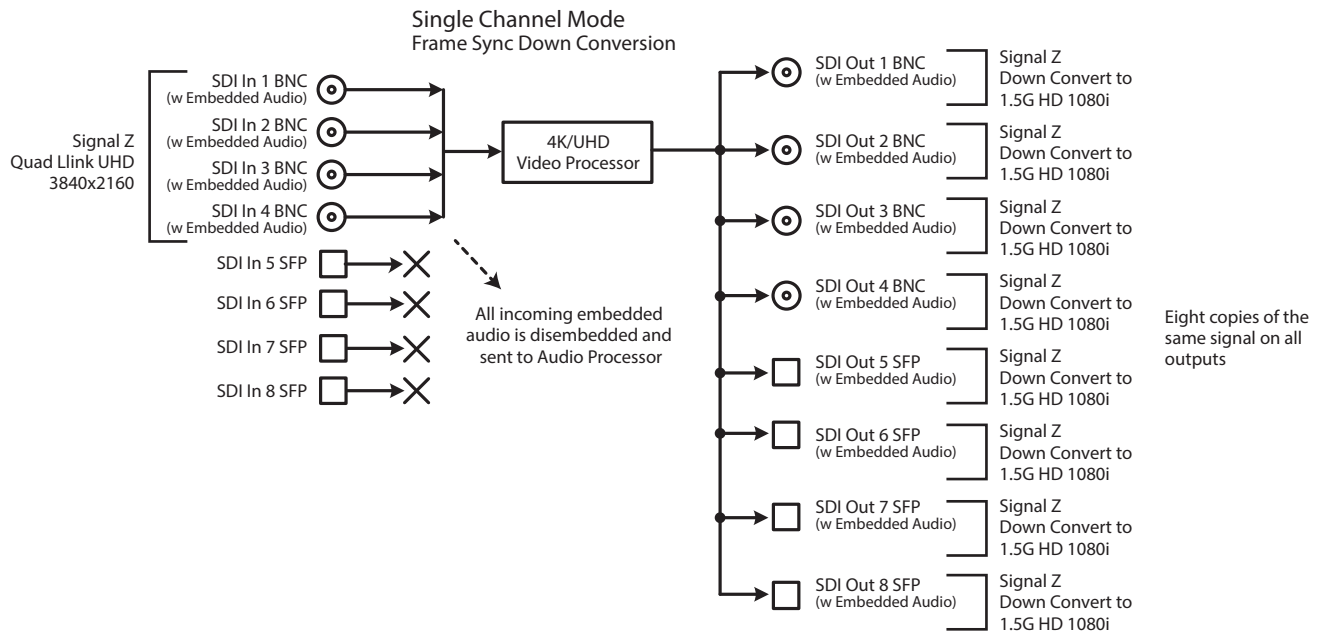 Single Channel Mode
Frame Sync Down Conversion
Signal Z
Quad Llink UHD
3840x2160
SDI In 1 BNC
(w Embedded Audio)
SDI In 2 BNC
(w Embedded Audio)
SDI In 3 BNC
(w Embedded Audio)
SDI In 4 BNC
(w Embedded Audio)
SDI In 5 SFP
SDI In 6 SFP
SDI In 7 SFP
SDI In 8 SFP
All incoming embedded
audio is disembedded and
sent to Audio Processor
4K/UHD
Video Processor
SDI Out 1 BNC
(w Embedded Audio)
Signal Z
Down Convert to
1.5G HD 1080i
SDI Out 2 BNC
(w Embedded Audio)
Signal Z
Down Convert to
1.5G HD 1080i
SDI Out 3 BNC
(w Embedded Audio)
Signal Z
Down Convert to
1.5G HD 1080i
SDI Out 4 BNC
(w Embedded Audio)
Signal Z
Down Convert to
1.5G HD 1080i
SDI Out 5 SFP
(w Embedded Audio)
Signal Z
Down Convert to
1.5G HD 1080i
SDI Out 6 SFP
(w Embedded Audio)
Signal Z
Down Convert to
1.5G HD 1080i
SDI Out 7 SFP
(w Embedded Audio)
Signal Z
Down Convert to
1.5G HD 1080i
SDI Out 8 SFP
(w Embedded Audio)
Signal Z
Down Convert to
1.5G HD 1080i
Eight copies of the
same signal on all
outputs